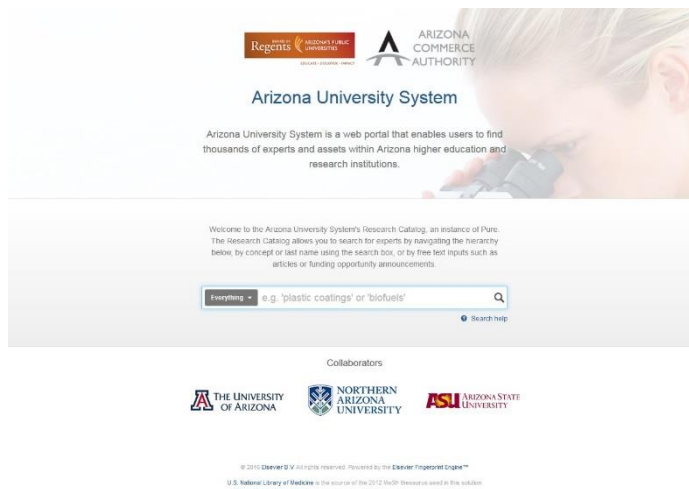 BOARD OF
Regents
ARIZONA'S PUBLIC
UNIVERSITIES
EDUCATE · DISCOVER · IMPACT
ARIZONA
COMMERCE
AUTHORITY
Arizona University System
Arizona University System is a web portal that enables users to find
thousands of experts and assets within Arizona higher education and
research institutions.
Welcome to the Arizona University System's Research Catalog, an instance of Pure.
The Research Catalog allows you to search for experts by navigating the hierarchy
below, by concept or last name using the search box, or by free text inputs such as
articles or funding opportunity announcements.
Everything e.g. 'plastic coatings' or 'biofuels'
Search help
Collaborators
THE UNIVERSITY
OF ARIZONA
NORTHERN
ARIZONA
UNIVERSITY
ASU ARIZONA STATE
UNIVERSITY
© 2016 Elsevier B.V. All rights reserved. Powered by the Elsevier Fingerprint Engine™
U.S. National Library of Medicine is the source of the 2012 MeSH thesaurus used in this solution